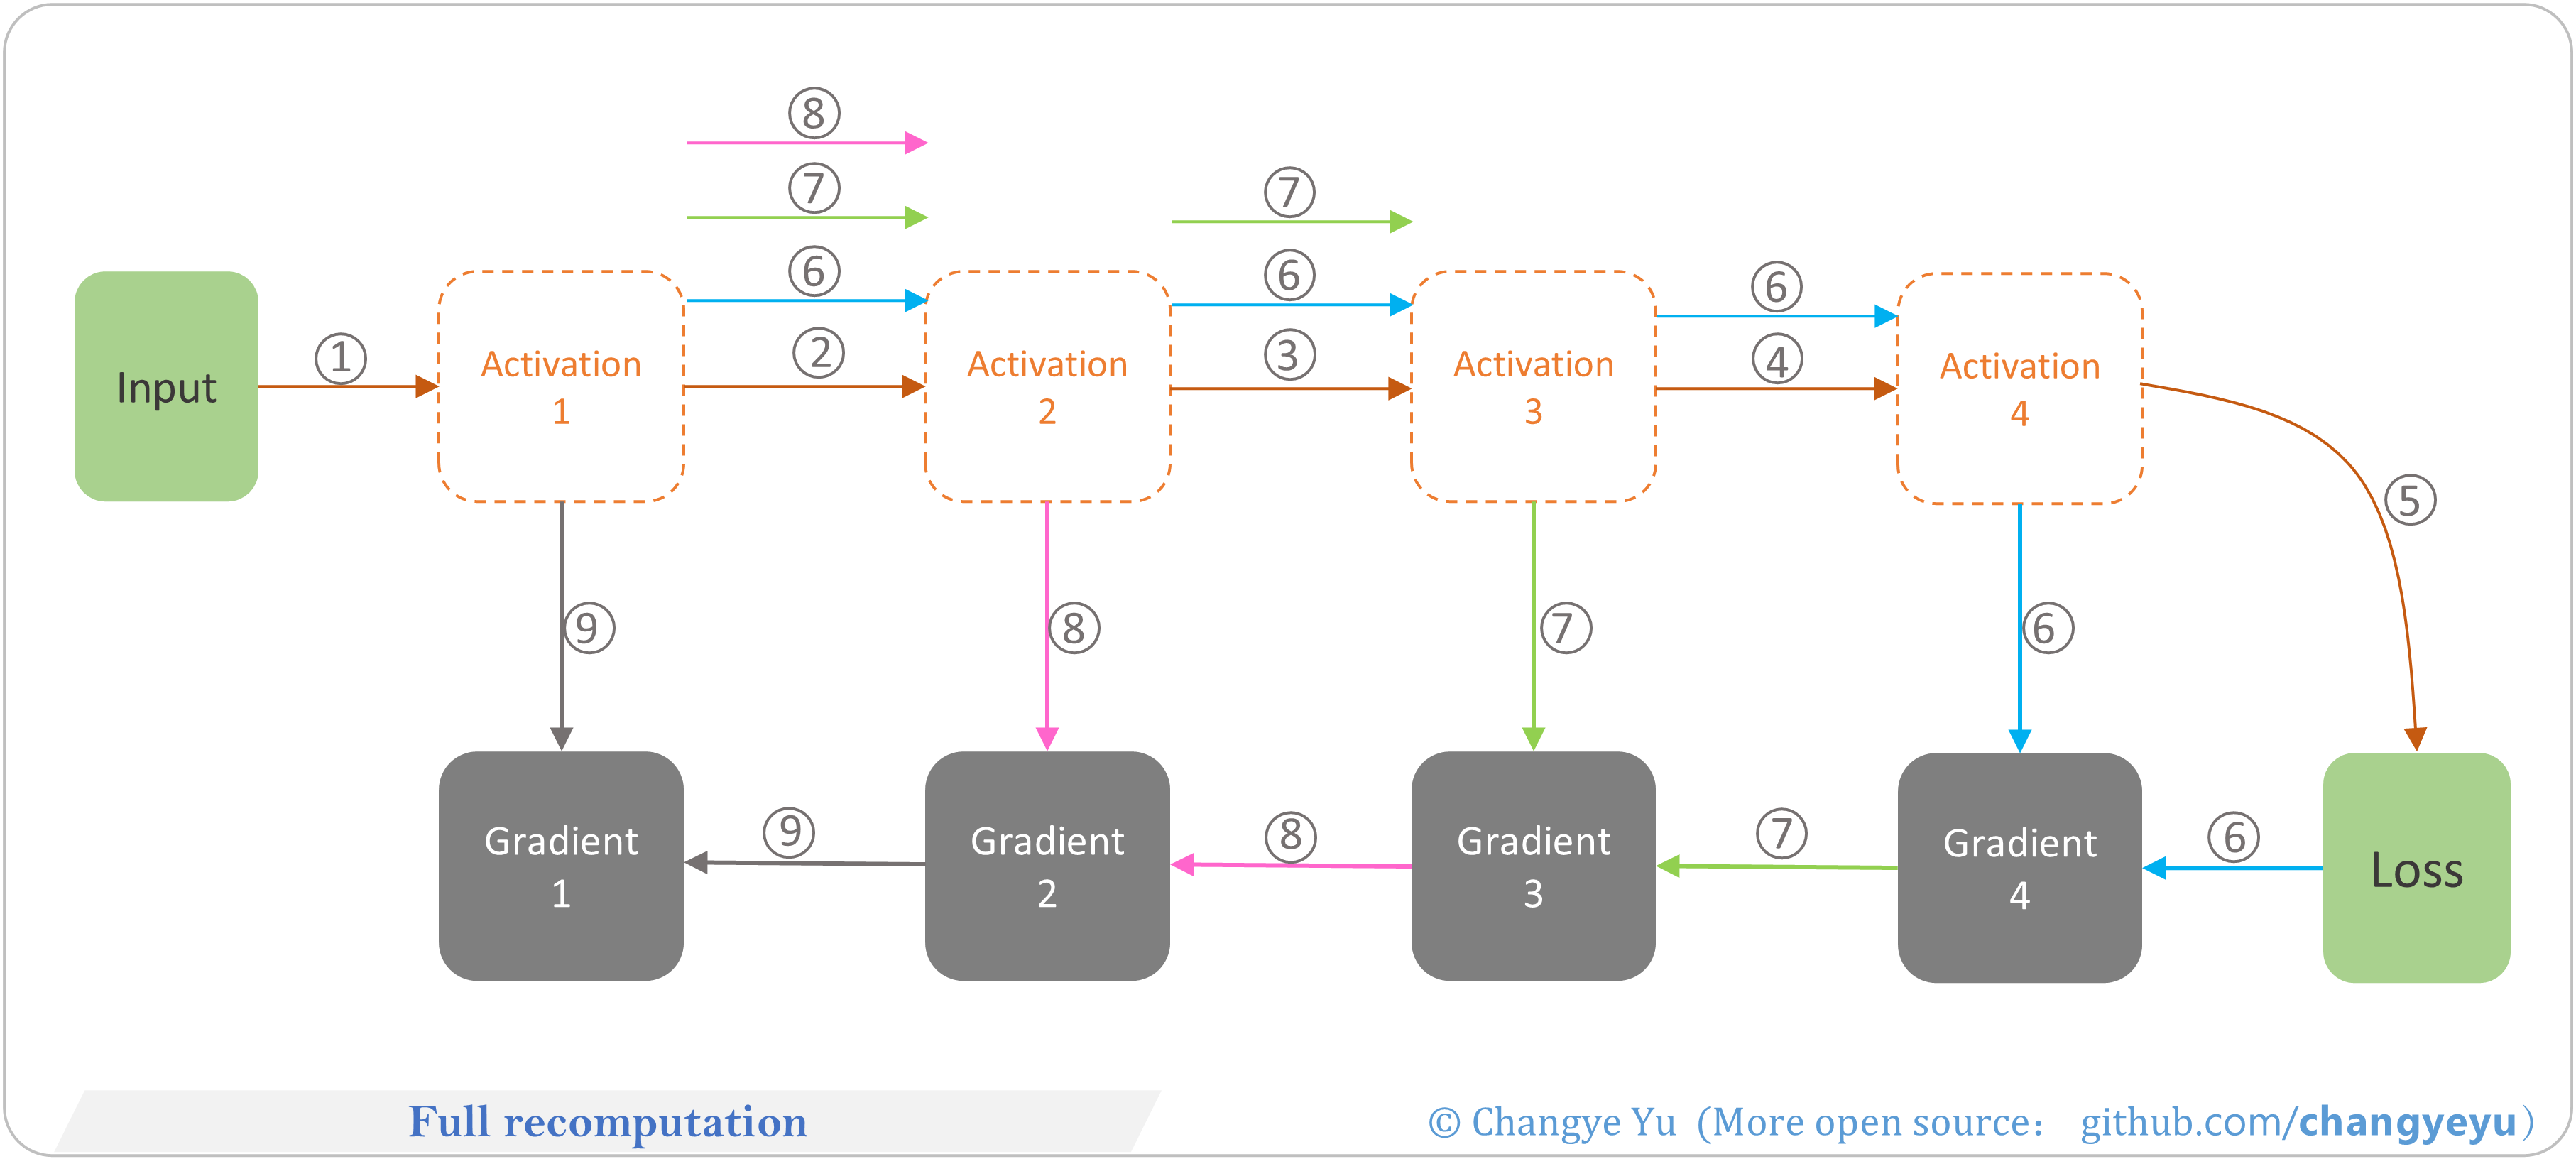 ⑧
⑦
⑦
⑥
⑥
⑥
Input
①
Activation
1
②
Activation
2
③
Activation
3
④
Activation
4
⑤
⑨
⑧
⑦
⑥
Gradient
1
⑨
Gradient
2
⑧
Gradient
3
⑦
Gradient
4
⑥
Loss
Full recomputation
© Changye Yu (More open source: github.com/changyeyu)